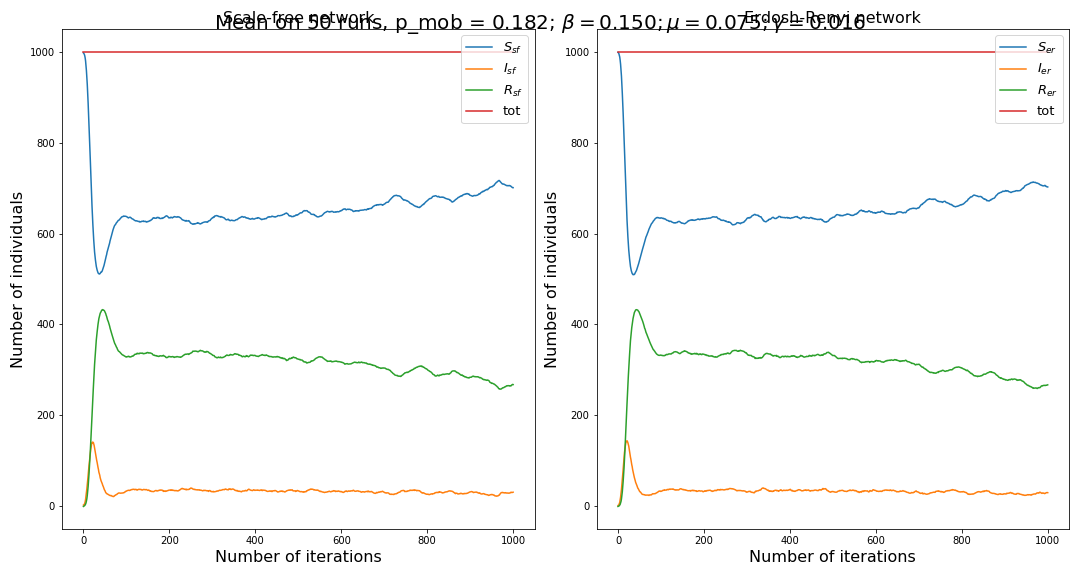 Mean on 50 runs, p_mob = 0.182; β = 0.150; μ = 0.075; γ = 0.016
Scale-free network
Number of individuals
1000
800
600
400
200
0
S_sf
I_sf
R_sf
tot
0 200 400 600 800 1000
Number of iterations
Erdosh-Renyi network
Number of individuals
1000
800
600
400
200
0
S_er
I_er
R_er
tot
0 200 400 600 800 1000
Number of iterations